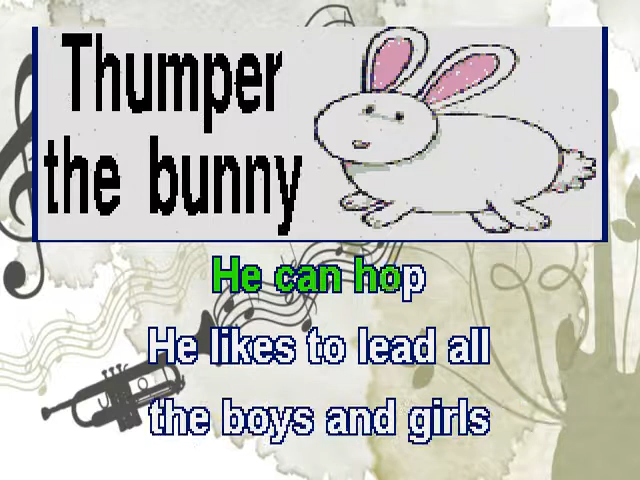 Thumper
the bunny
He can hop
He likes to lead all
the boys and girls